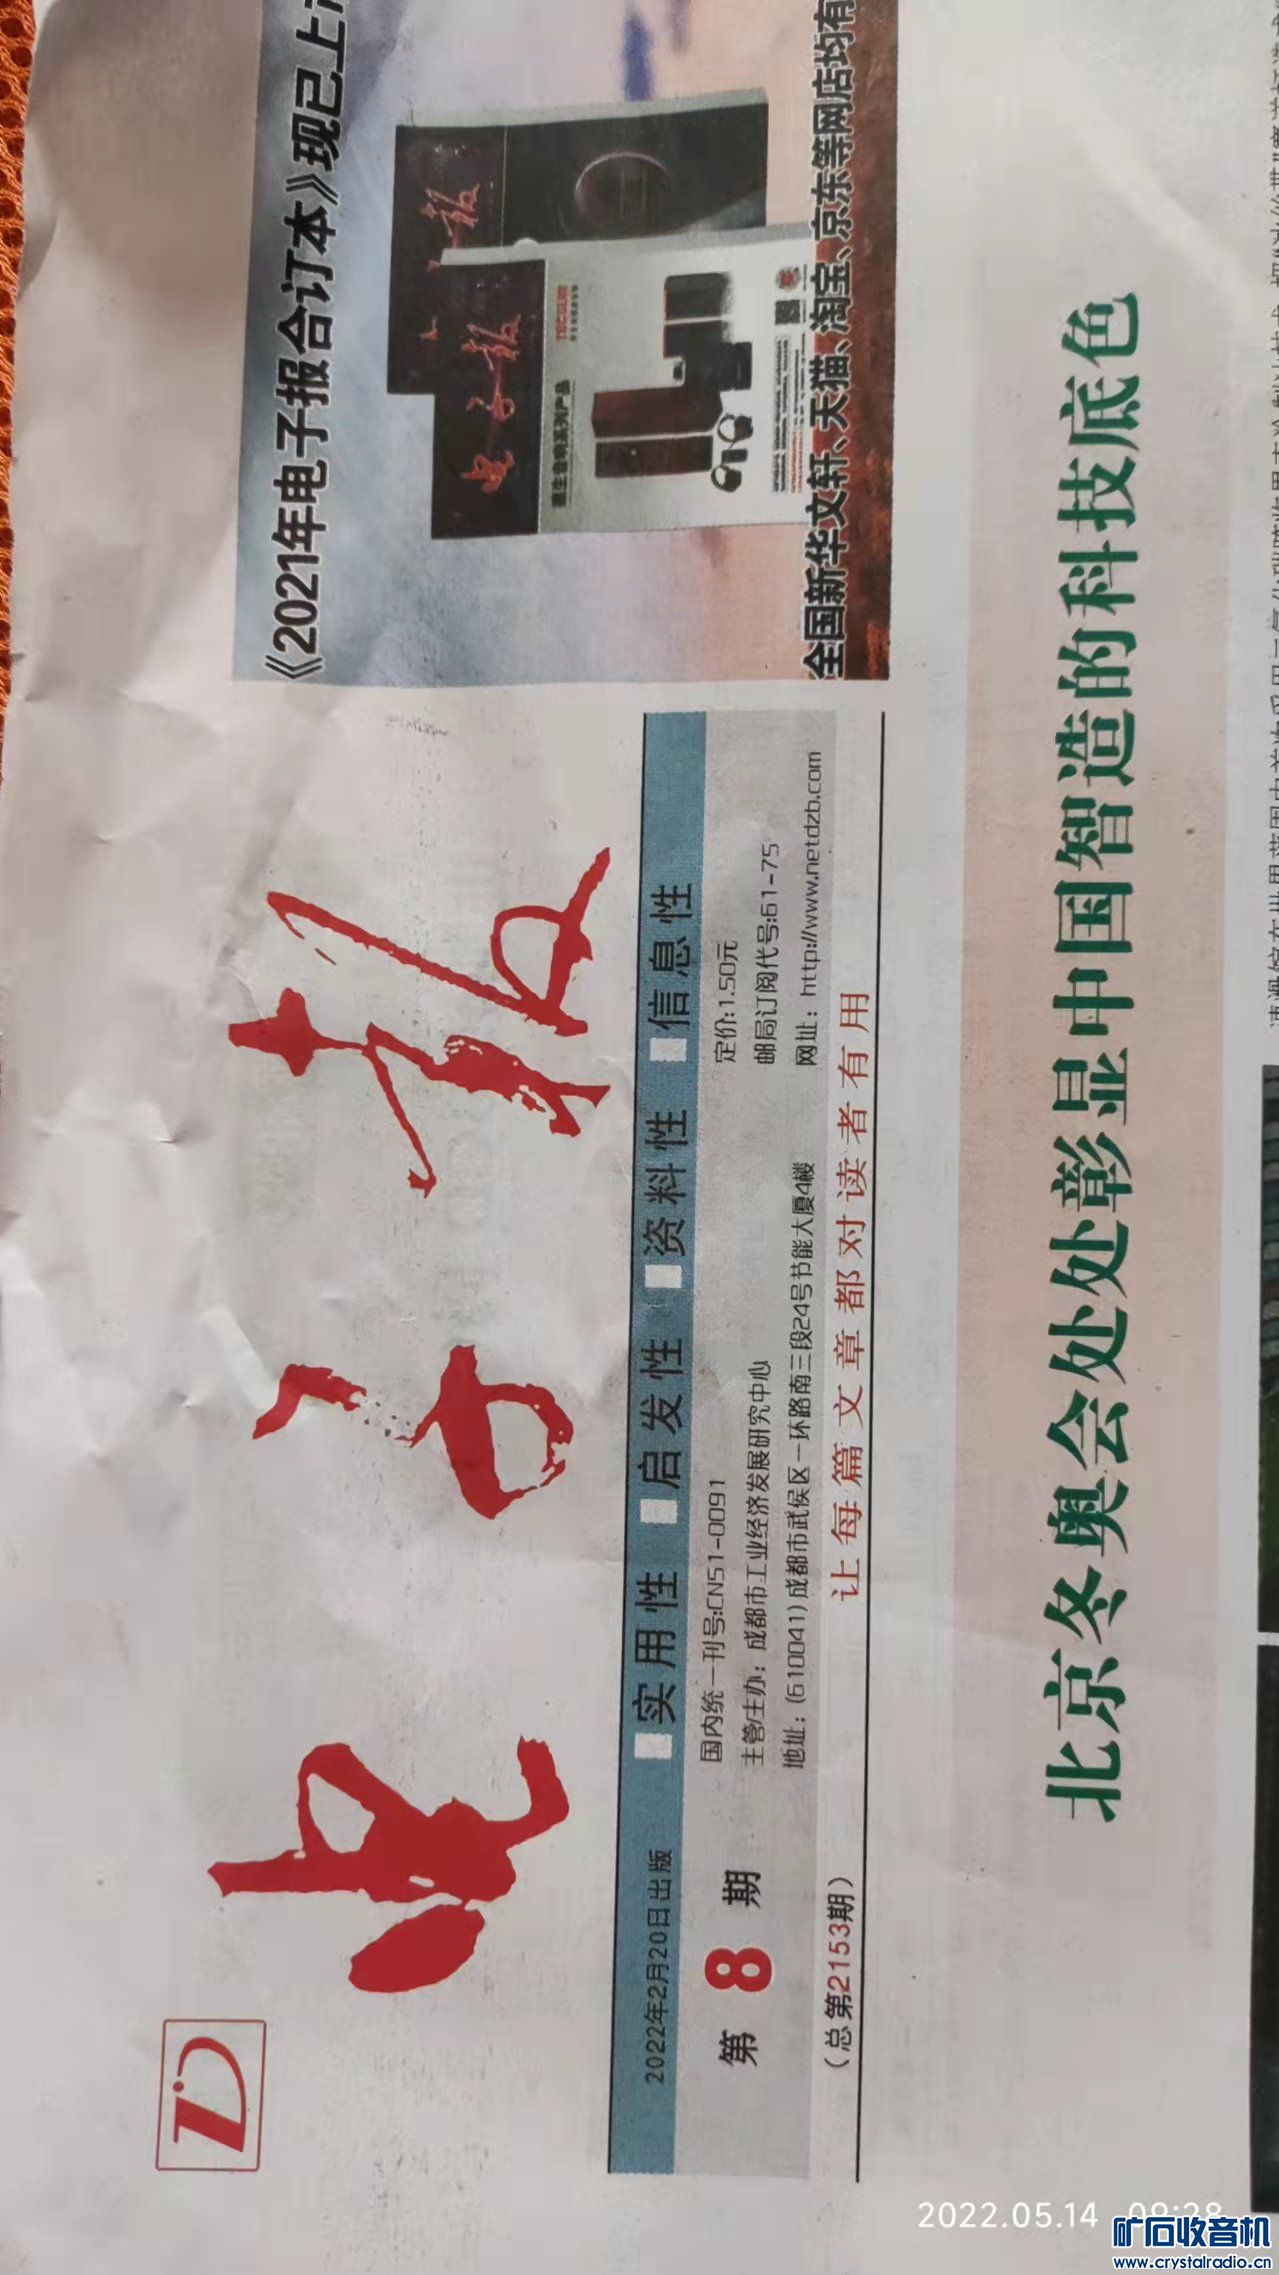 电子报
2022年2月20日出版
■实用性 ■启发性 ■资料性 ■信息性
第8期
（总第2153期）
国内统一刊号:CN51-0091
定价:1.50元
主管/主办：成都市工业经济发展研究中心
邮局订阅代号:61-75
地址：(610041)成都市武侯区一环路南三段24号节能大厦4楼
网址：http://www.netdzb.com
让每篇文章都对读者有用
《2021年电子报合订本》现已上
电子报
报
全国新华文轩、天猫、淘宝、京东等网店均有
北京冬奥会处处彰显中国智造的科技底色
2022.05.14 09:28
矿石收音机
www.crystalradio.cn